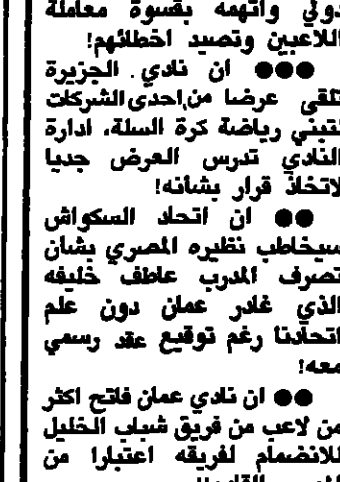 دولي واتهمه بقسوة معاملة
اللاعبين وتصيد اخطائهم!
●●● ان نادي الجزيرة
تلقى عرضا من احدى الشركات
لتبني رياضة كرة السلة، ادارة
النادي تدرس العرض جديا
لاتخاذ قرار بشأنه!
●● ان اتحاد السكواش
سيخاطب نظيره المصري بشأن
تصرف المدرب عاطف خليفه
الذي غادر عمان دون علم
اتحادنا رغم توقيع عقد رسمي
معه!
●● ان نادي عمان فاتح اكثر
من لاعب من فريق شباب الخليل
للانضمام لفريقه اعتبارا من